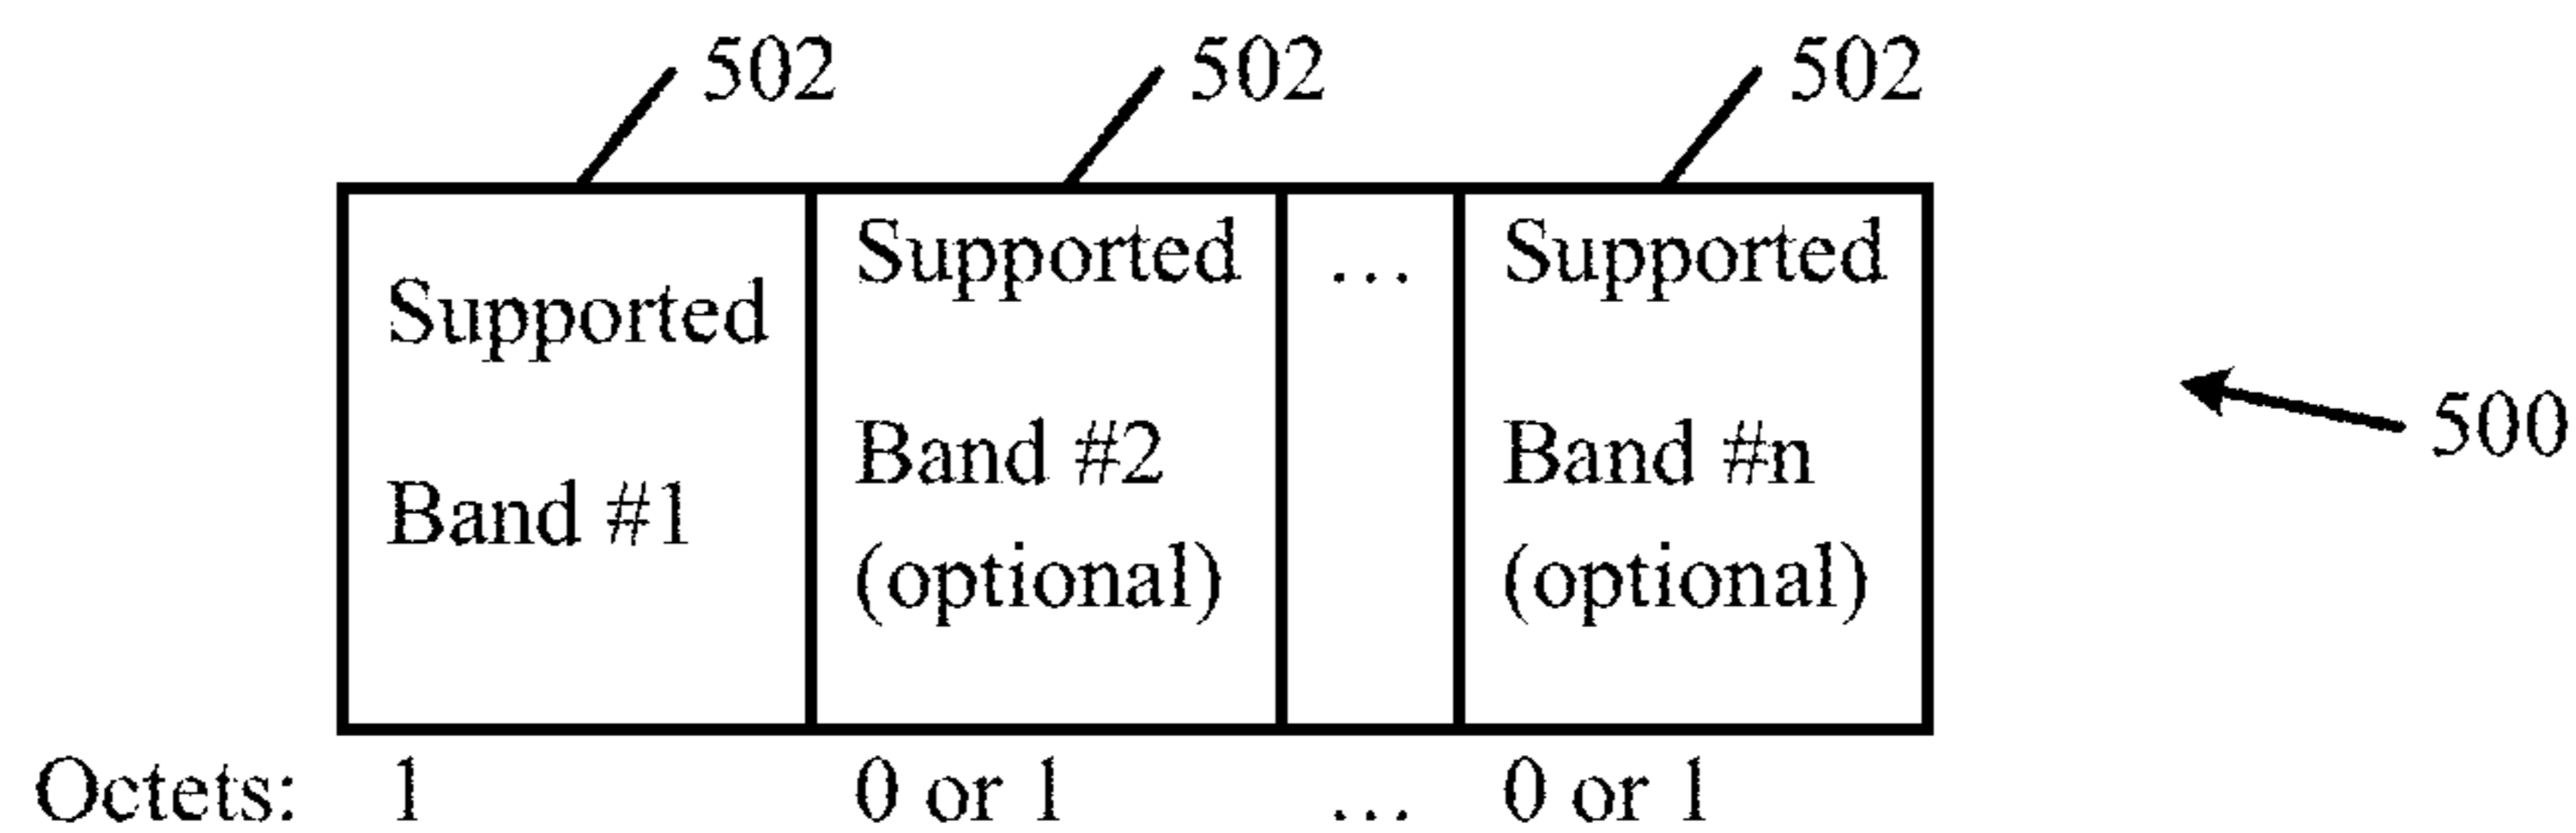 502 502 502
Supported
Band #1
Supported
Band #2
(optional)
…
Supported
Band #n
(optional)
500
Octets: 1 0 or 1 … 0 or 1